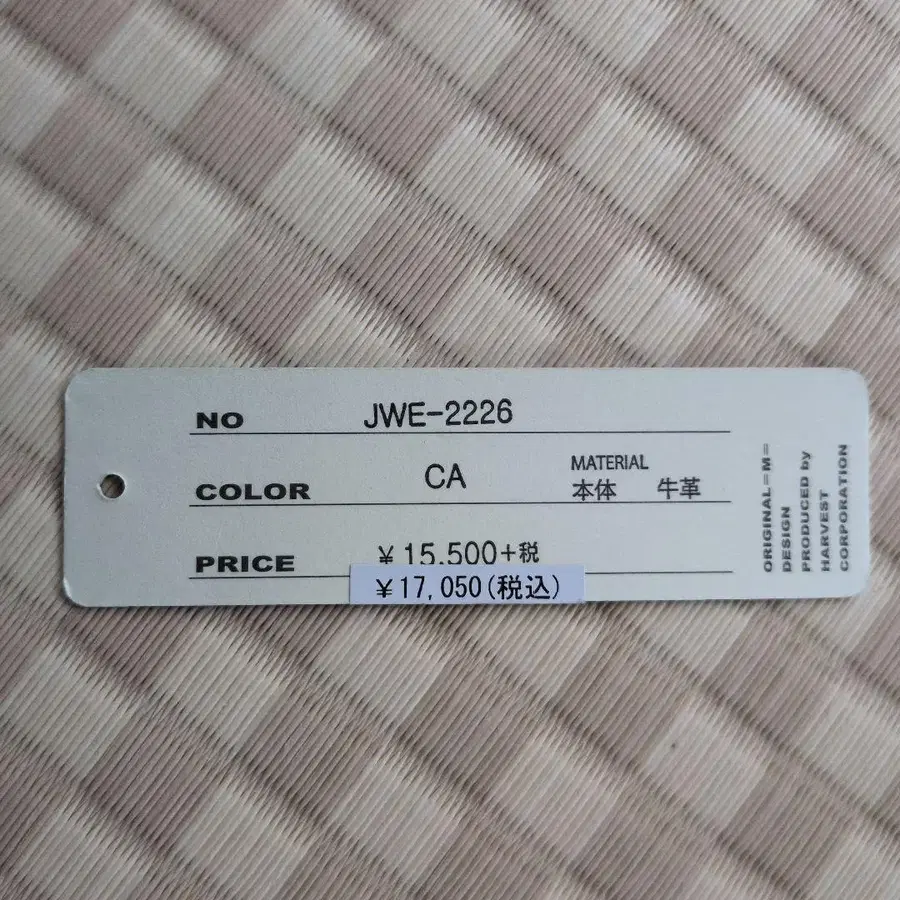 NO JWE-2226
COLOR CA
MATERIAL
本体 牛革
PRICE ¥15,500+税
¥17,050(税込)
ORIGINAL=M=
DESIGN
PRODUCED by
HARVEST
CORPORATION